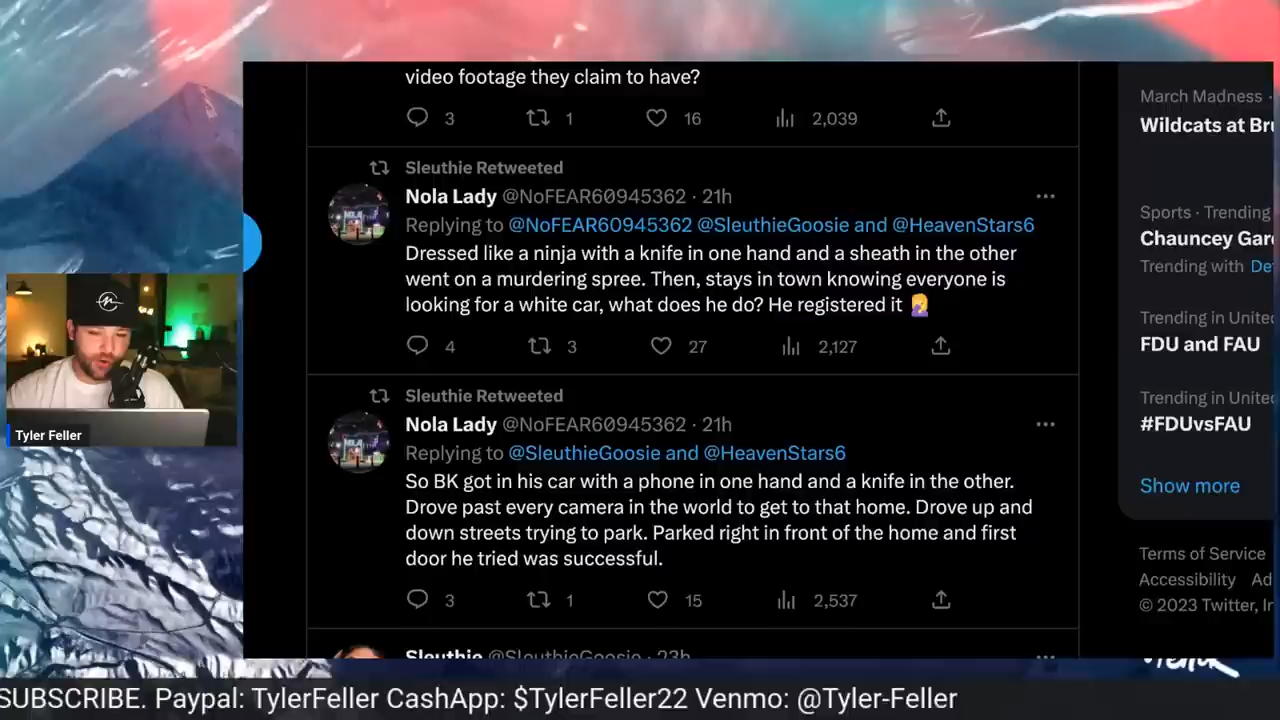 video footage they claim to have?
3 1 16 2,039
Sleuthie Retweeted
Nola Lady @NoFEAR60945362 · 21h
Replying to @NoFEAR60945362 @SleuthieGoosie and @HeavenStars6
Dressed like a ninja with a knife in one hand and a sheath in the other
went on a murdering spree. Then, stays in town knowing everyone is
looking for a white car, what does he do? He registered it 🤦‍♀️
4 3 27 2,127
Sleuthie Retweeted
Nola Lady @NoFEAR60945362 · 21h
Replying to @SleuthieGoosie and @HeavenStars6
So BK got in his car with a phone in one hand and a knife in the other.
Drove past every camera in the world to get to that home. Drove up and
down streets trying to park. Parked right in front of the home and first
door he tried was successful.
3 1 15 2,537
Sleuthie @SleuthieGoosie · 23h
March Madness ·
Wildcats at Bru
Sports · Trending
Chauncey Gar
Trending with Det
Trending in United
FDU and FAU
Trending in United
#FDUvsFAU
Show more
Terms of Service
Accessibility Ad
© 2023 Twitter, In
Tyler Feller
SUBSCRIBE. Paypal: TylerFeller CashApp: $TylerFeller22 Venmo: @Tyler-Feller